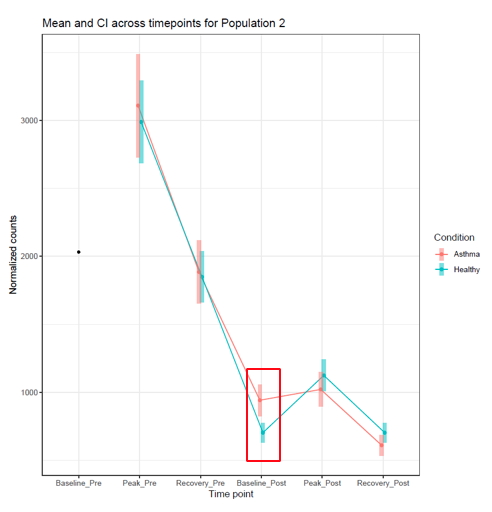 Mean and CI across timepoints for Population 2
Normalized counts
3000
2000
1000
Baseline_Pre Peak_Pre Recovery_Pre Baseline_Post Peak_Post Recovery_Post
Time point
Condition
Asthma
Healthy